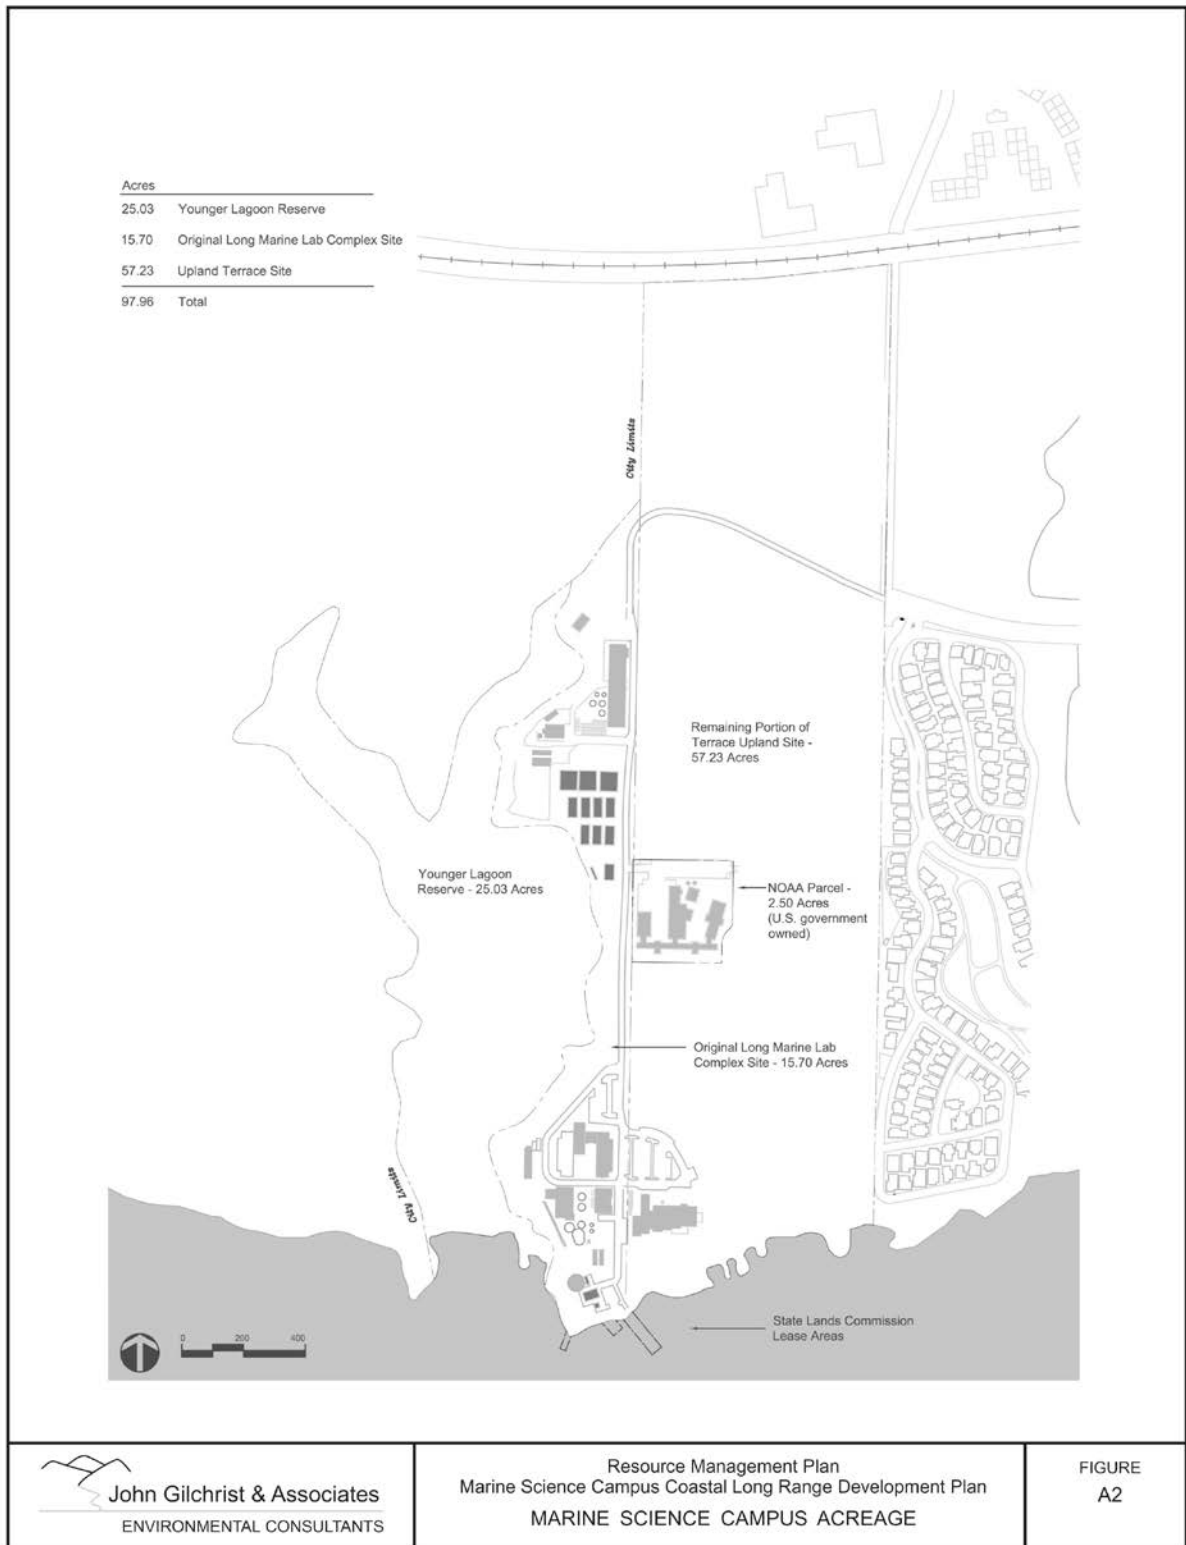 Acres
25.03 Younger Lagoon Reserve
15.70 Original Long Marine Lab Complex Site
57.23 Upland Terrace Site
97.96 Total
City Limits
Remaining Portion of
Terrace Upland Site -
57.23 Acres
Younger Lagoon
Reserve - 25.03 Acres
NOAA Parcel -
2.50 Acres
(U.S. government
owned)
Original Long Marine Lab
Complex Site - 15.70 Acres
City Limits
State Lands Commission
Lease Areas
0 200 400
John Gilchrist & Associates
ENVIRONMENTAL CONSULTANTS
Resource Management Plan
Marine Science Campus Coastal Long Range Development Plan
MARINE SCIENCE CAMPUS ACREAGE
FIGURE
A2